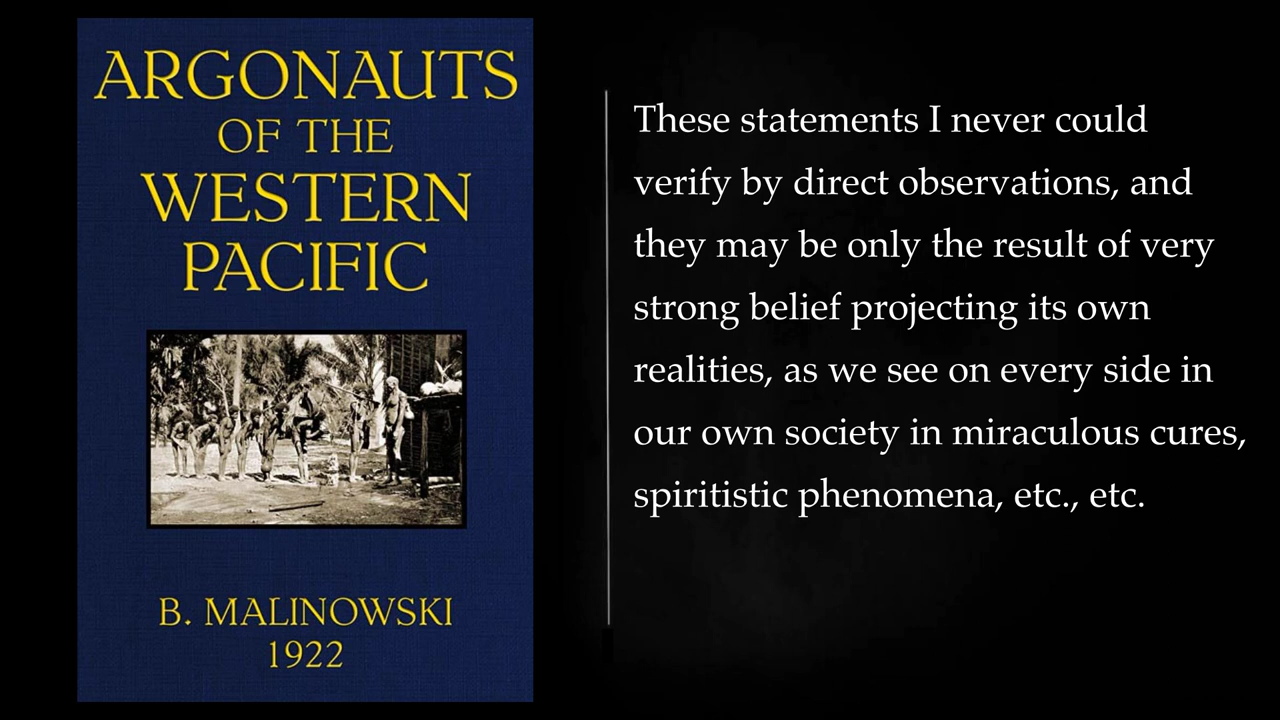 ARGONAUTS
OF THE
WESTERN
PACIFIC
B. MALINOWSKI
1922
These statements I never could
verify by direct observations, and
they may be only the result of very
strong belief projecting its own
realities, as we see on every side in
our own society in miraculous cures,
spiritistic phenomena, etc., etc.